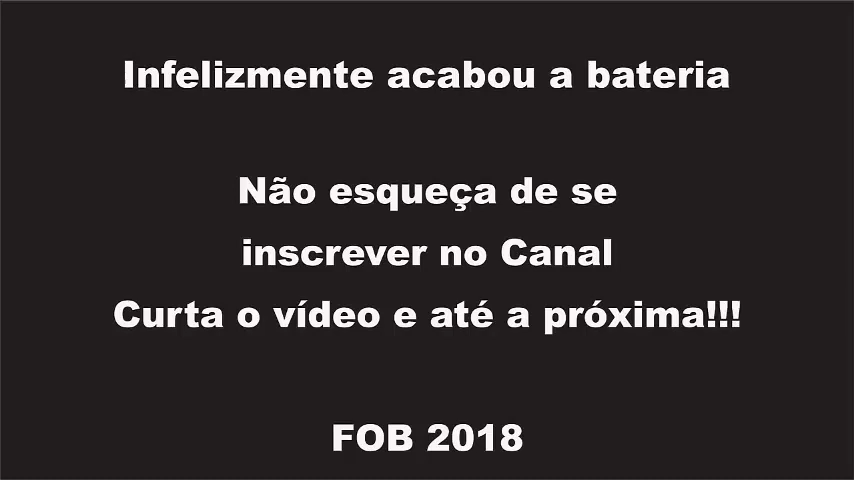 Infelizmente acabou a bateria
Não esqueça de se
inscrever no Canal
Curta o vídeo e até a próxima!!!
FOB 2018